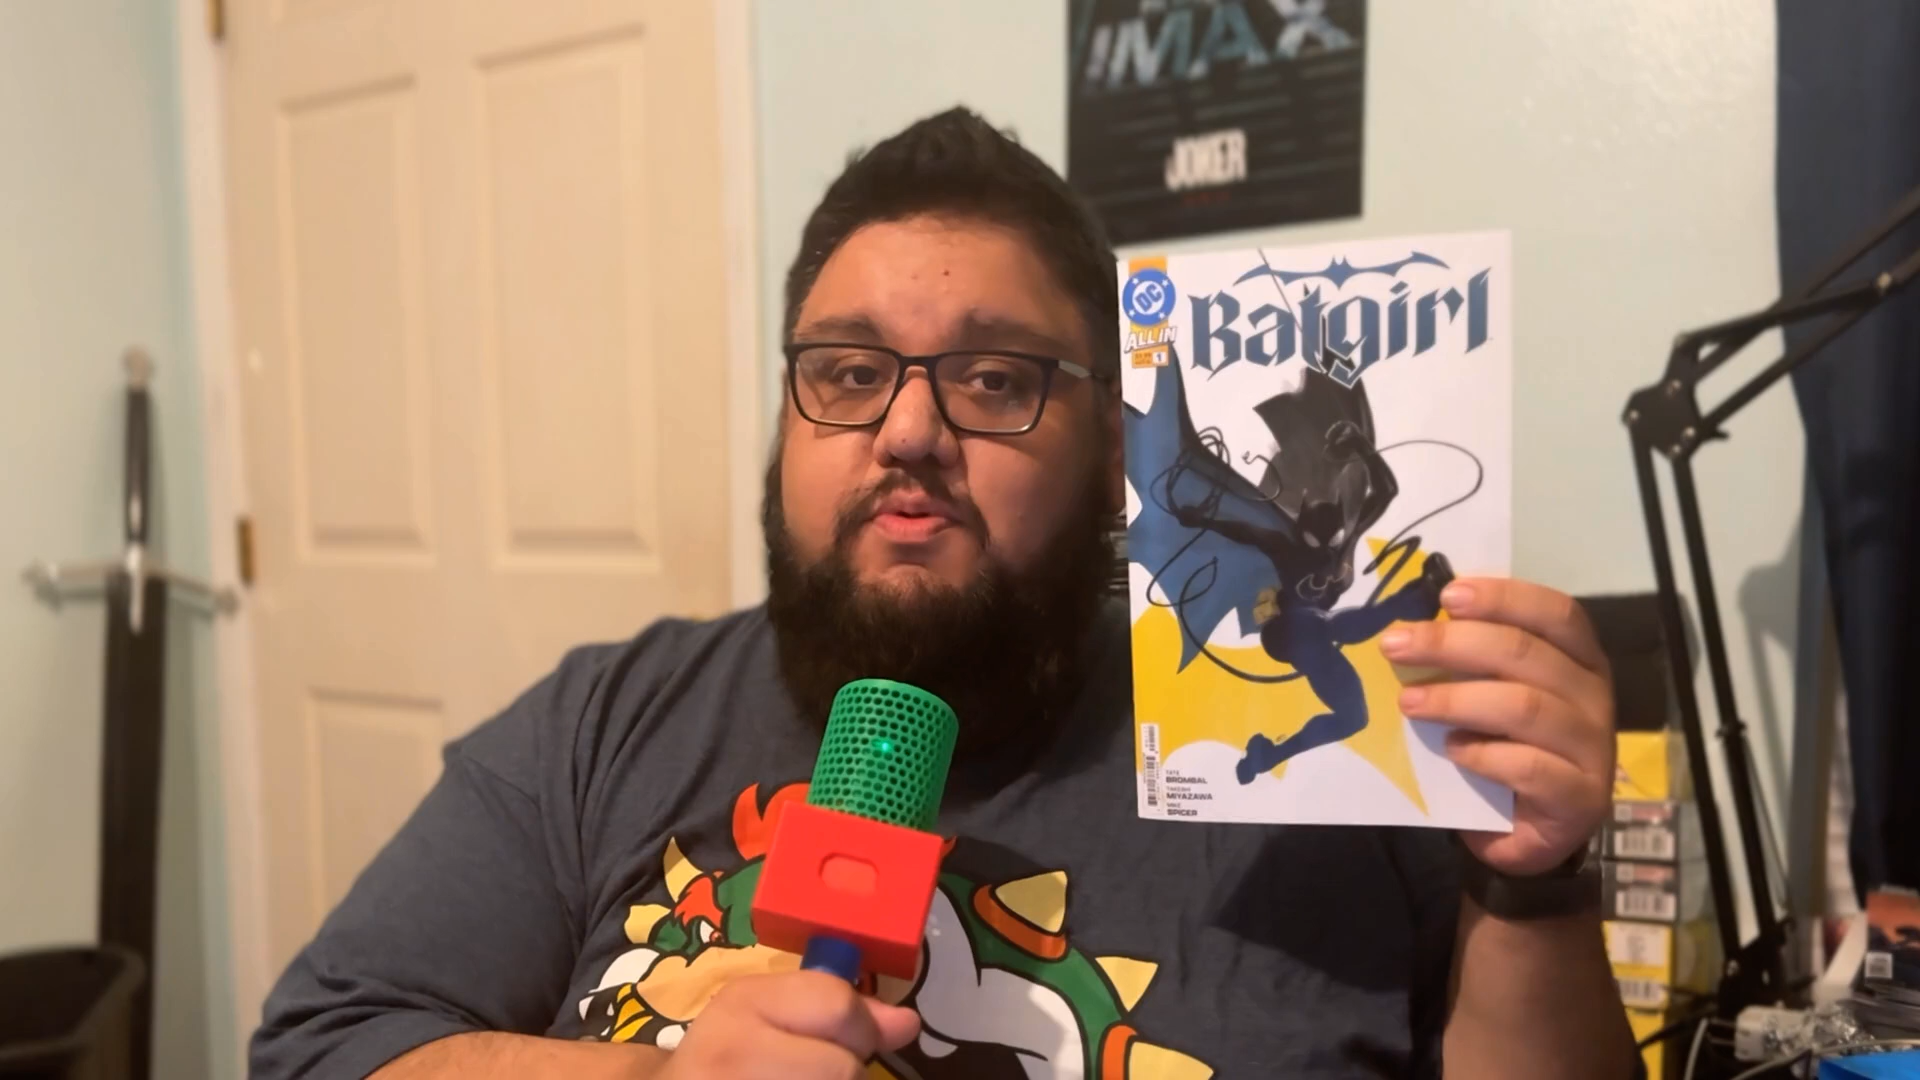 IMAX
JOKER
DC
ALL IN
1
Batgirl
TATE
BROMBAL
TAKESHI
MIYAZAWA
MIKE
SPICER